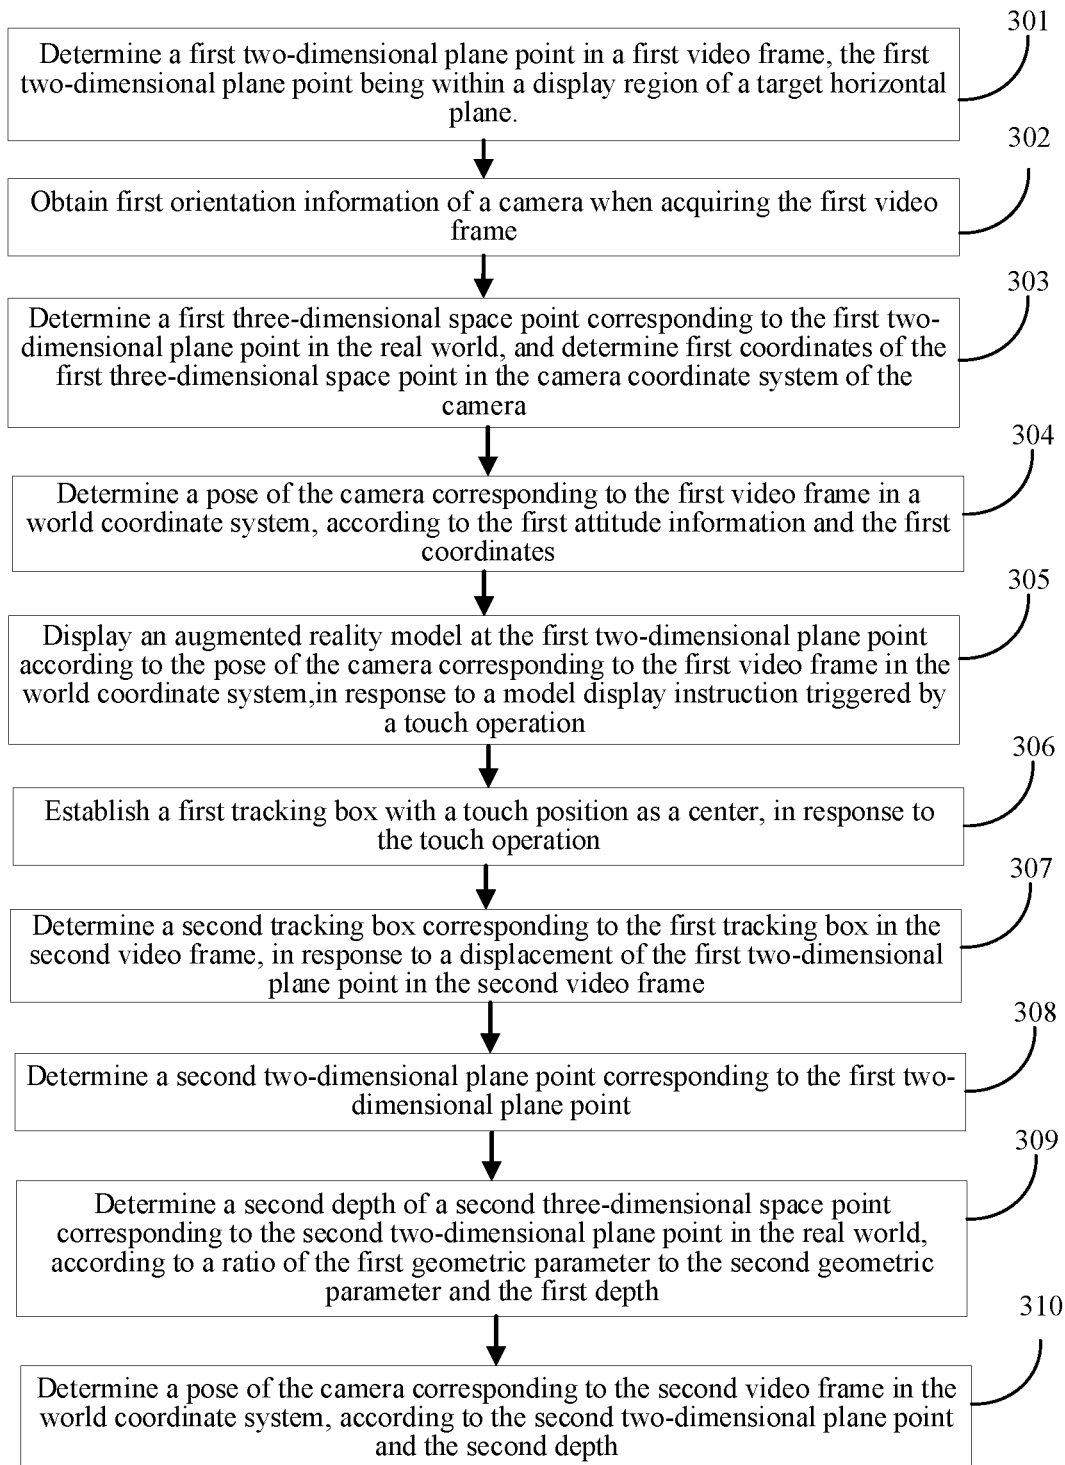 301
Determine a first two-dimensional plane point in a first video frame, the first
two-dimensional plane point being within a display region of a target horizontal
plane.
302
Obtain first orientation information of a camera when acquiring the first video
frame
303
Determine a first three-dimensional space point corresponding to the first two-
dimensional plane point in the real world, and determine first coordinates of the
first three-dimensional space point in the camera coordinate system of the
camera
304
Determine a pose of the camera corresponding to the first video frame in a
world coordinate system, according to the first attitude information and the first
coordinates
305
Display an augmented reality model at the first two-dimensional plane point
according to the pose of the camera corresponding to the first video frame in the
world coordinate system,in response to a model display instruction triggered by
a touch operation
306
Establish a first tracking box with a touch position as a center, in response to
the touch operation
307
Determine a second tracking box corresponding to the first tracking box in the
second video frame, in response to a displacement of the first two-dimensional
plane point in the second video frame
308
Determine a second two-dimensional plane point corresponding to the first two-
dimensional plane point
309
Determine a second depth of a second three-dimensional space point
corresponding to the second two-dimensional plane point in the real world,
according to a ratio of the first geometric parameter to the second geometric
parameter and the first depth
310
Determine a pose of the camera corresponding to the second video frame in the
world coordinate system, according to the second two-dimensional plane point
and the second depth